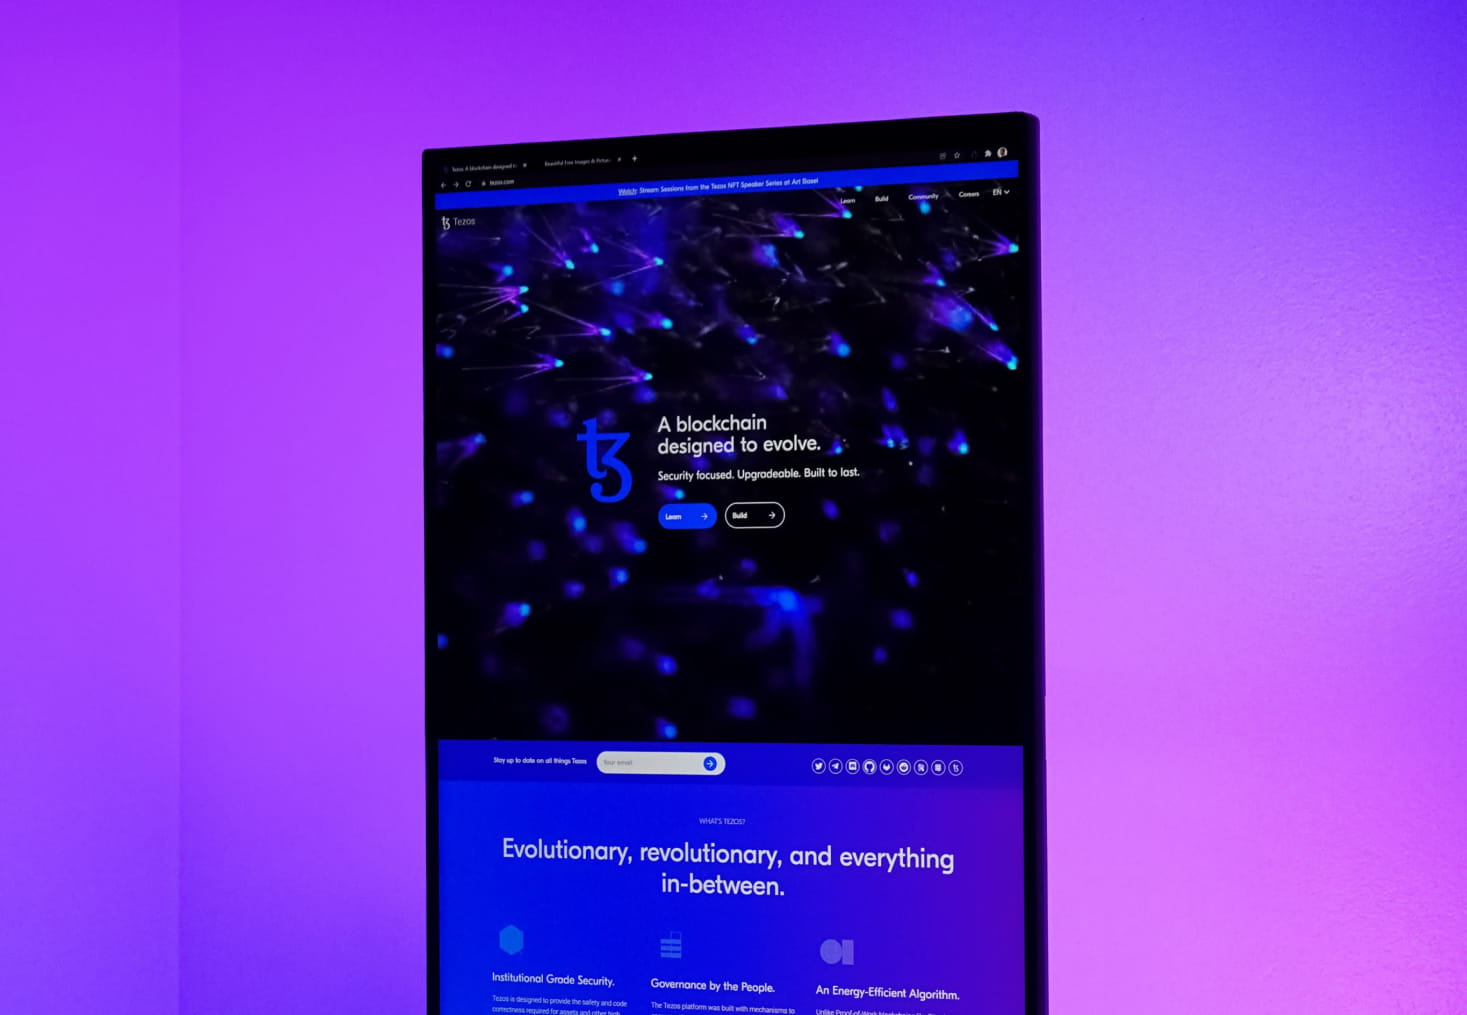 Tezos A blockchain designed t
Beautiful Free Images & Pictur
tezos.com
Watch: Stream Sessions from the Tezos NFT Speaker Series at Art Basel
Tezos
Learn
Build
Community
Careers
EN
A blockchain
designed to evolve.
Security focused. Upgradeable. Built to last.
Learn
Build
Stay up to date on all things Tezos
Your email
WHAT'S TEZOS?
Evolutionary, revolutionary, and everything
in-between.
Institutional Grade Security.
Tezos is designed to provide the safety and code
correctness required for assets and other high
Governance by the People.
The Tezos platform was built with mechanisms to
An Energy-Efficient Algorithm.
Unlike Proof-of-Work blockchains